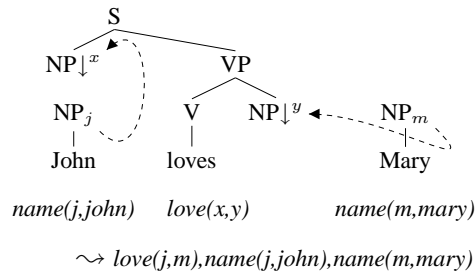 S
NP↓x VP
NPj V NP↓y NPm
John loves Mary
name(j,john) love(x,y) name(m,mary)
⤳ love(j,m),name(j,john),name(m,mary)